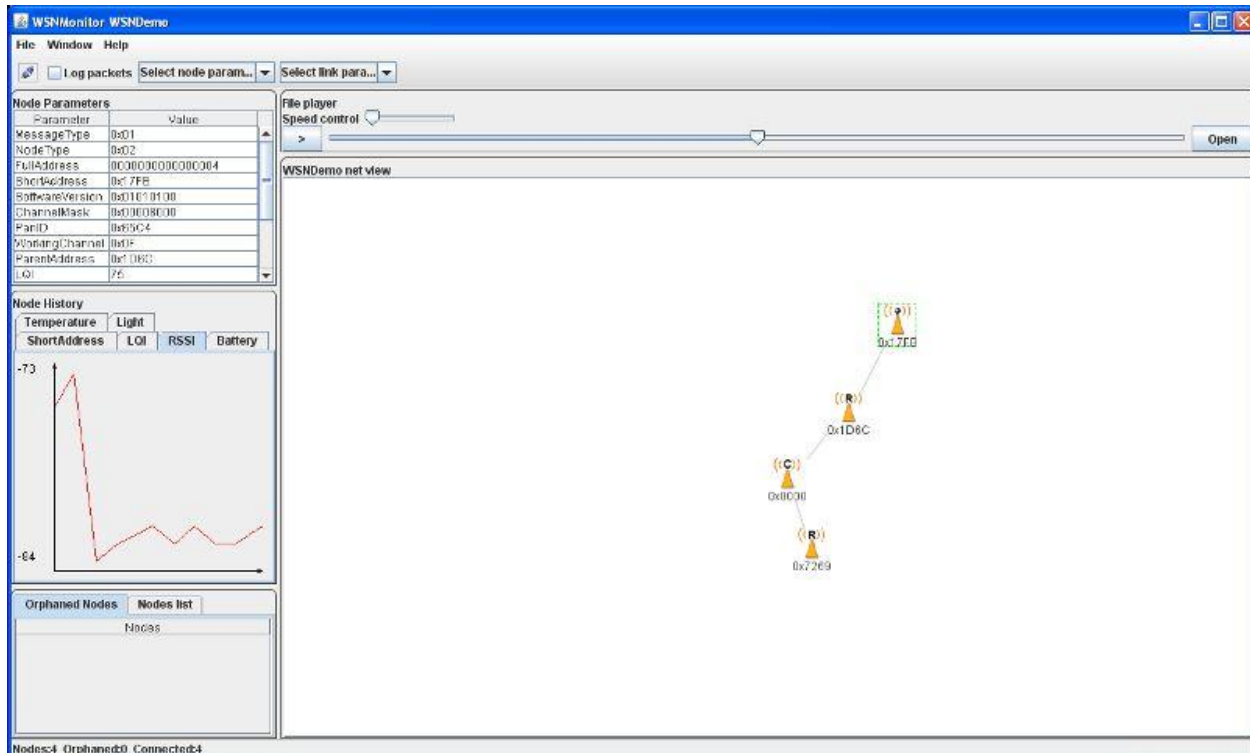 WSNMonitor WSNDemo
File Window Help
Log packets Select node param... Select link para...
Node Parameters
Parameter Value
MessageType 0x01
NodeType 0x02
FullAddress 0000000000000004
ShortAddress 0x17FB
SoftwareVersion 0x01010100
ChannelMask 0x00008000
PanID 0x65C4
WorkingChannel 0x0F
ParentAddress 0x1D6C
LQI 76
File player
Speed control
> Open
WSNDemo net view
Node History
Temperature Light
ShortAddress LQI RSSI Battery
-73
-84
0x17FB
R
0x1D6C
C
0x0000
R
0x7269
Orphaned Nodes Nodes list
Nodes
Nodes:4 Orphaned:0 Connected:4